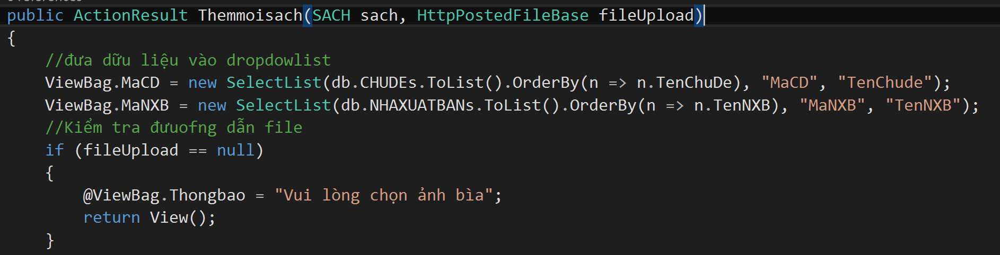 0 references
public ActionResult Themmoisach(SACH sach, HttpPostedFileBase fileUpload)
{
//đưa dữu liệu vào dropdowlist
ViewBag.MaCD = new SelectList(db.CHUDEs.ToList().OrderBy(n => n.TenChuDe), "MaCD", "TenChude");
ViewBag.MaNXB = new SelectList(db.NHAXUATBANs.ToList().OrderBy(n => n.TenNXB), "MaNXB", "TenNXB");
//Kiểm tra đưuofng dẫn file
if (fileUpload == null)
{
@ViewBag.Thongbao = "Vui lòng chọn ảnh bìa";
return View();
}